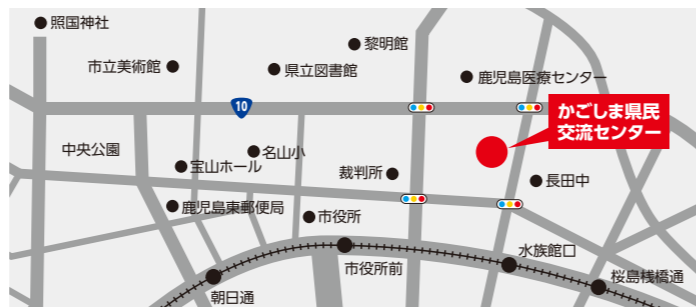 照国神社
黎明館
市立美術館
県立図書館
鹿児島医療センター
10
かごしま県民
交流センター
中央公園
名山小
宝山ホール
裁判所
長田中
鹿児島東郵便局
市役所
水族館口
市役所前
桜島桟橋通
朝日通